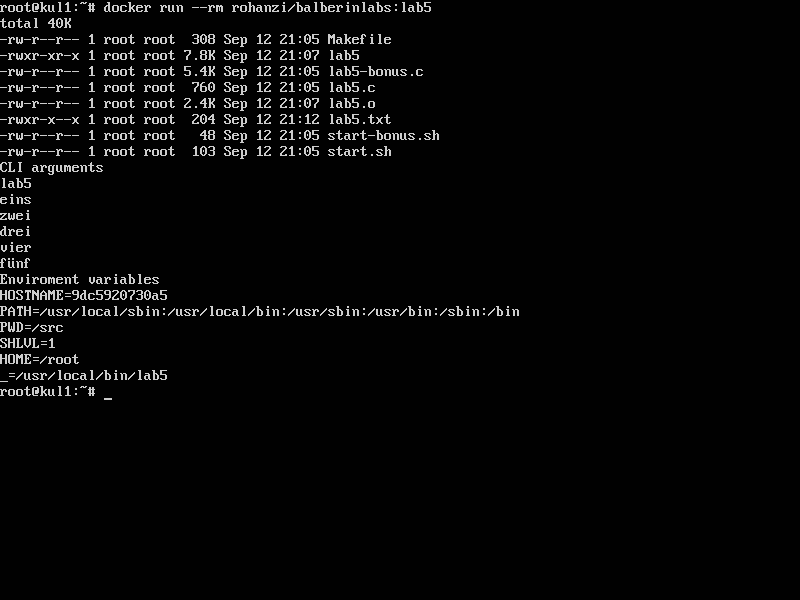 root@kul1:~# docker run --rm rohanzi/balberinlabs:lab5
total 40K
-rw-r--r-- 1 root root  308 Sep 12 21:05 Makefile
-rwxr-xr-x 1 root root 7.8K Sep 12 21:07 lab5
-rw-r--r-- 1 root root 5.4K Sep 12 21:05 lab5-bonus.c
-rw-r--r-- 1 root root  760 Sep 12 21:05 lab5.c
-rw-r--r-- 1 root root 2.4K Sep 12 21:07 lab5.o
-rwxr-x--x 1 root root  204 Sep 12 21:12 lab5.txt
-rw-r--r-- 1 root root   48 Sep 12 21:05 start-bonus.sh
-rw-r--r-- 1 root root  103 Sep 12 21:05 start.sh
CLI arguments
lab5
eins
zwei
drei
vier
fünf
Enviroment variables
HOSTNAME=9dc5920730a5
PATH=/usr/local/sbin:/usr/local/bin:/usr/sbin:/usr/bin:/sbin:/bin
PWD=/src
SHLVL=1
HOME=/root
_=/usr/local/bin/lab5
root@kul1:~# _